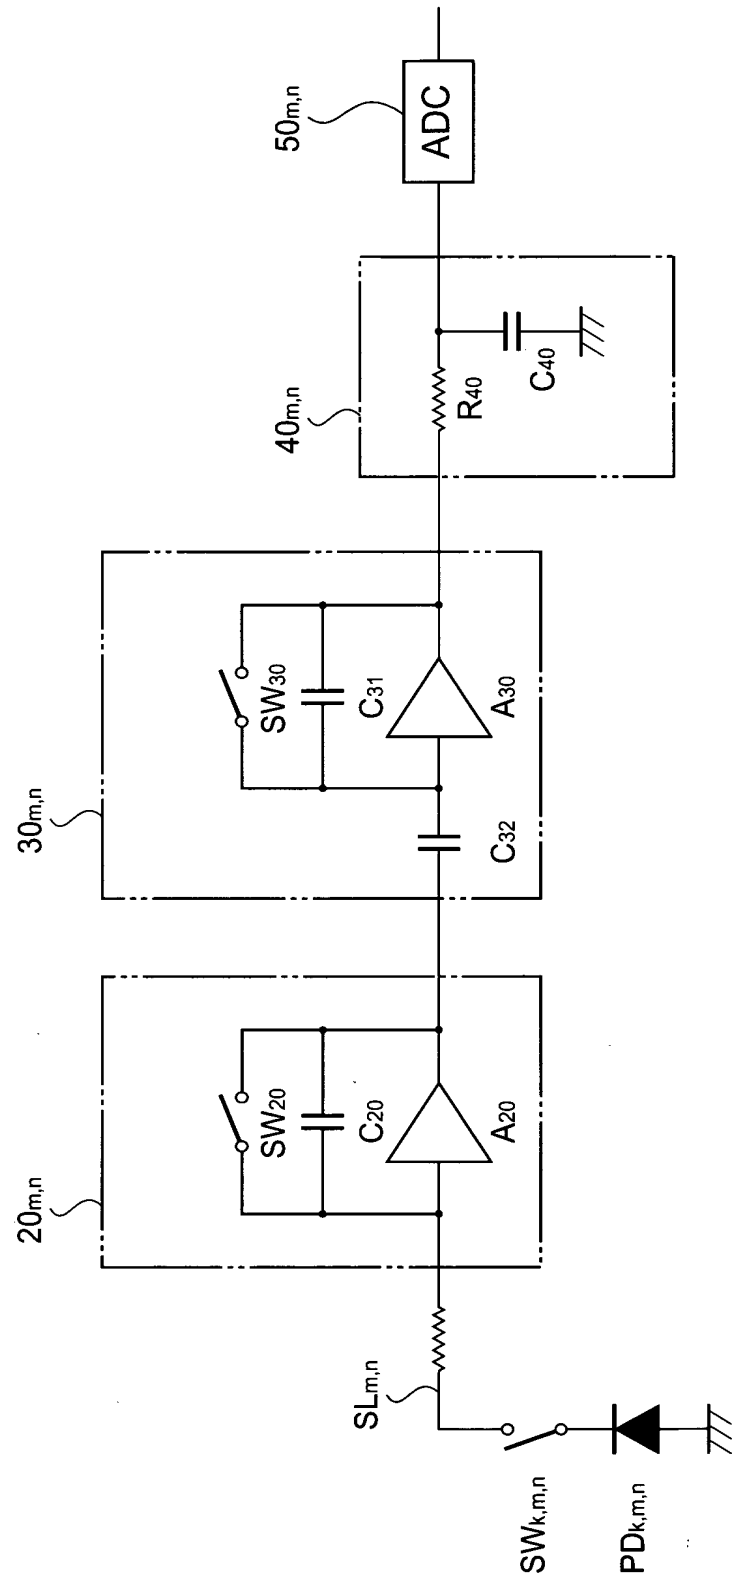 20m,n
30m,n
40m,n
50m,n
SW20
C20
A20
SW30
C31
A30
C32
R40
C40
ADC
SLm,n
SWk,m,n
PDk,m,n